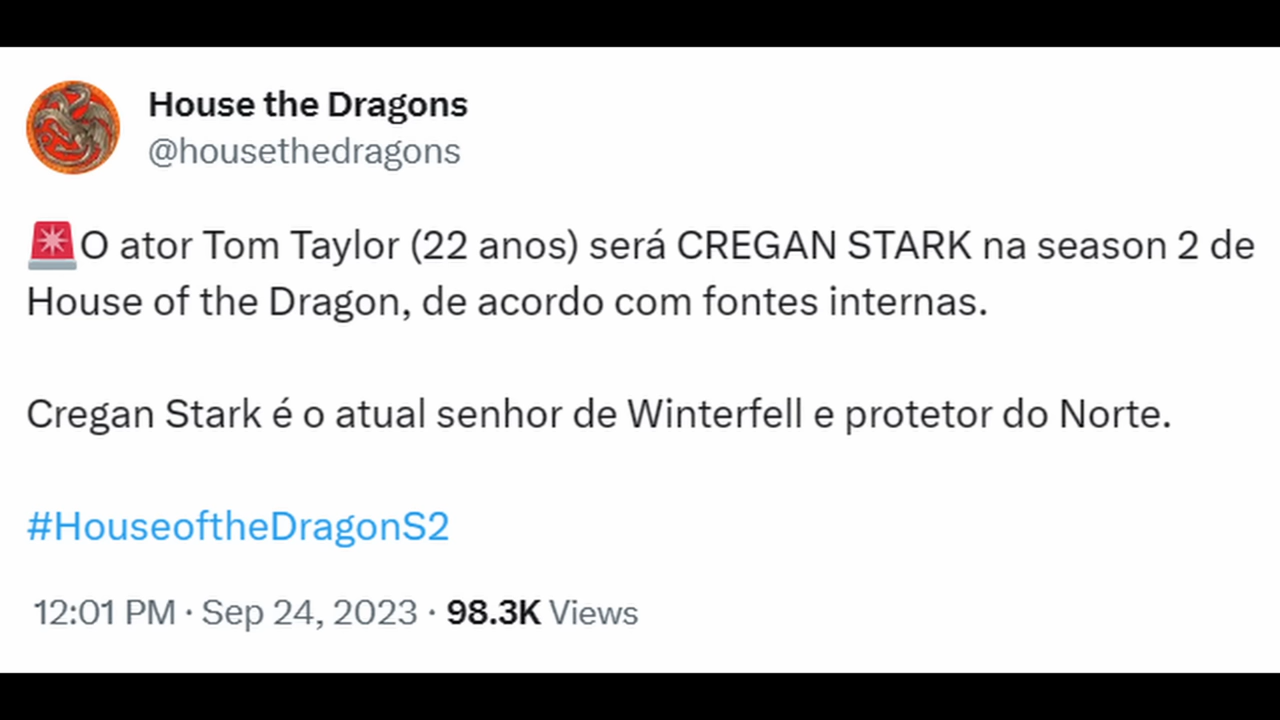 House the Dragons
@housethedragons
🚨O ator Tom Taylor (22 anos) será CREGAN STARK na season 2 de
House of the Dragon, de acordo com fontes internas.
Cregan Stark é o atual senhor de Winterfell e protetor do Norte.
#HouseoftheDragonS2
12:01 PM · Sep 24, 2023 · 98.3K Views